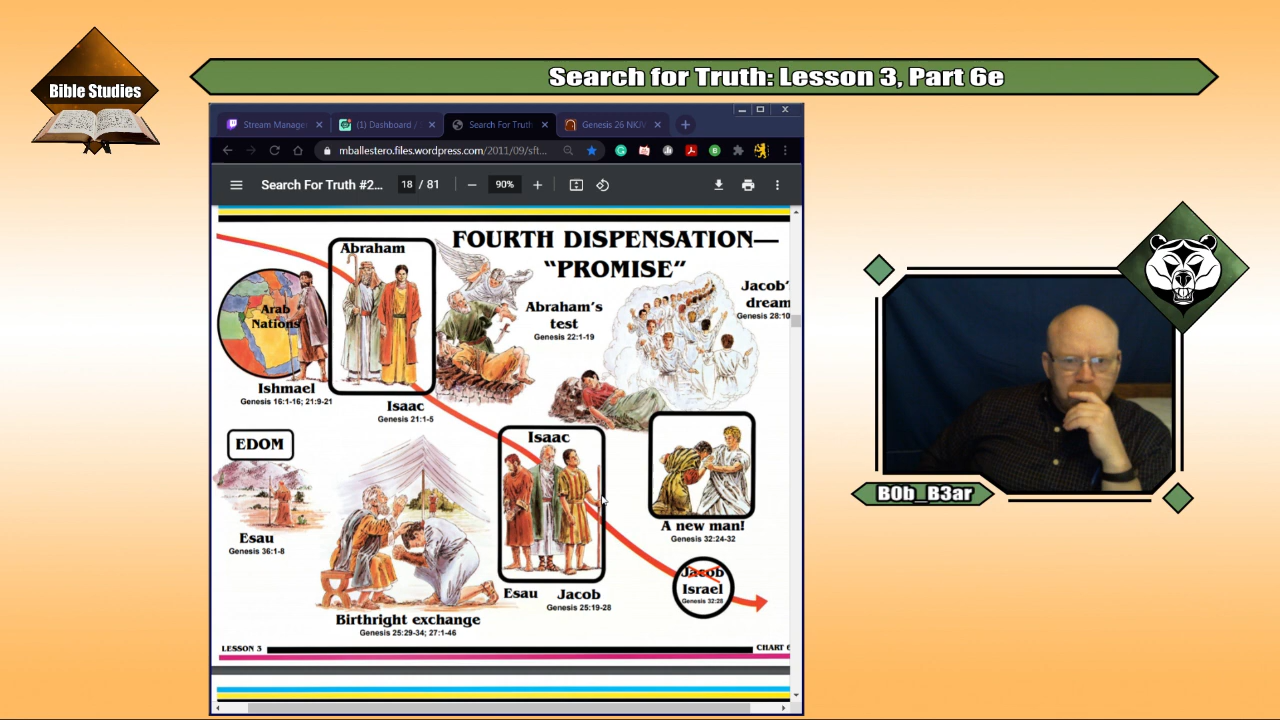 Bible Studies
Search for Truth: Lesson 3, Part 6e
Stream Manage
(1) Dashboard /
Search For Truth
Genesis 26 NKJV
mballestero.files.wordpress.com/2011/09/sft...
Search For Truth #2...
18 / 81
90%
FOURTH DISPENSATION—
"PROMISE"
Abraham
Arab
Nations
Ishmael
Genesis 16:1-16; 21:9-21
Isaac
Genesis 21:1-5
Abraham's
test
Genesis 22:1-19
Jacob'
dream
Genesis 28:10
EDOM
Esau
Genesis 36:1-8
Birthright exchange
Genesis 25:29-34; 27:1-46
Isaac
Esau
Jacob
Genesis 25:19-28
A new man!
Genesis 32:24-32
Jacob
Israel
Genesis 32:28
LESSON 3
CHART 6
B0b_B3ar